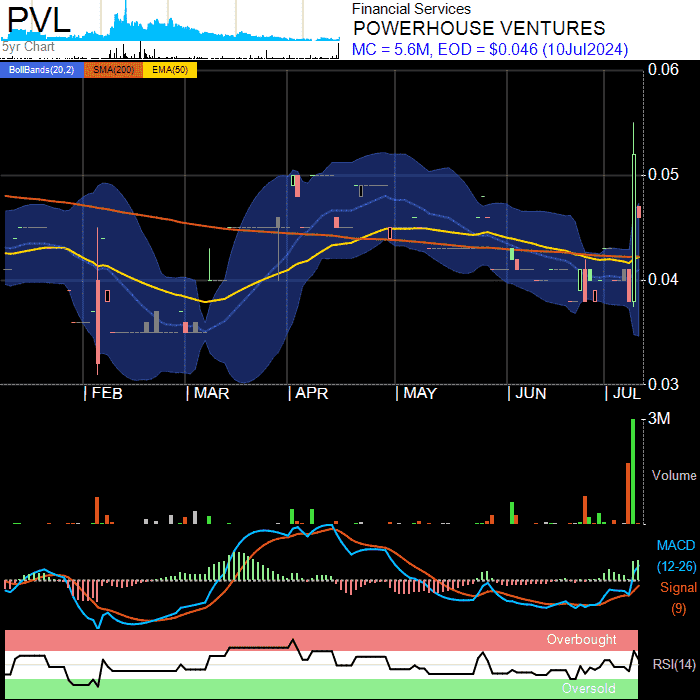 PVL
5yr Chart
Financial Services
POWERHOUSE VENTURES
MC = 5.6M, EOD = $0.046 (10Jul2024)
BollBands(20,2) SMA(200) EMA(50)
0.06
0.05
0.04
0.03
FEB MAR APR MAY JUN JUL
3M
Volume
MACD
(12-26)
Signal
(9)
Overbought
RSI(14)
Oversold